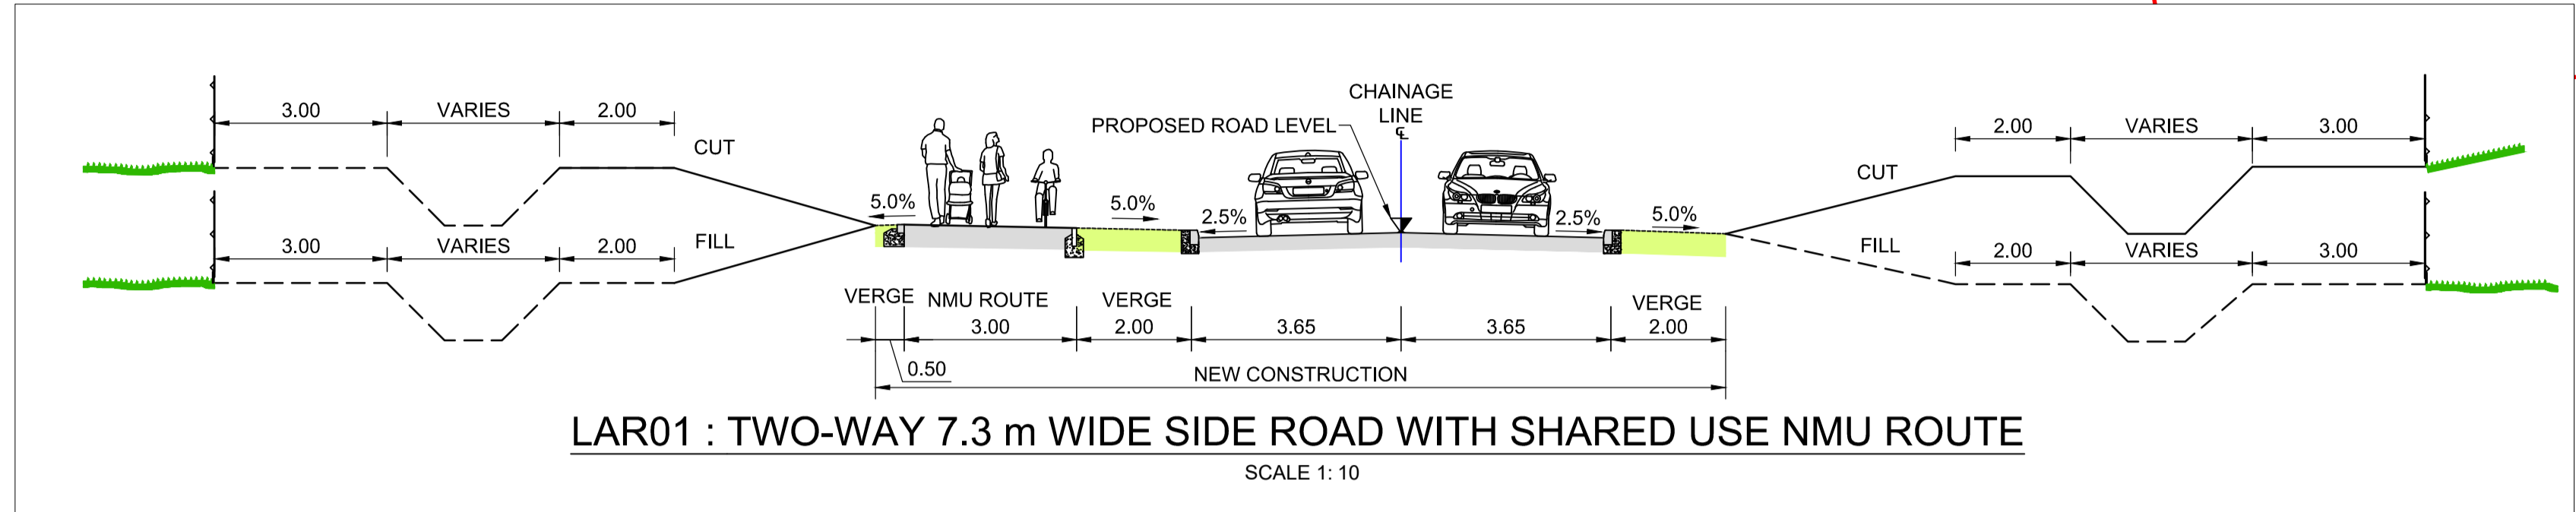 CHAINAGE
LINE
℄
PROPOSED ROAD LEVEL
3.00 VARIES 2.00
CUT
2.00 VARIES 3.00
CUT
5.0% 5.0% 2.5% 2.5% 5.0%
FILL
3.00 VARIES 2.00
FILL
2.00 VARIES 3.00
VERGE NMU ROUTE VERGE VERGE
3.00 2.00 3.65 3.65 2.00
0.50
NEW CONSTRUCTION
LAR01 : TWO-WAY 7.3 m WIDE SIDE ROAD WITH SHARED USE NMU ROUTE
SCALE 1: 10